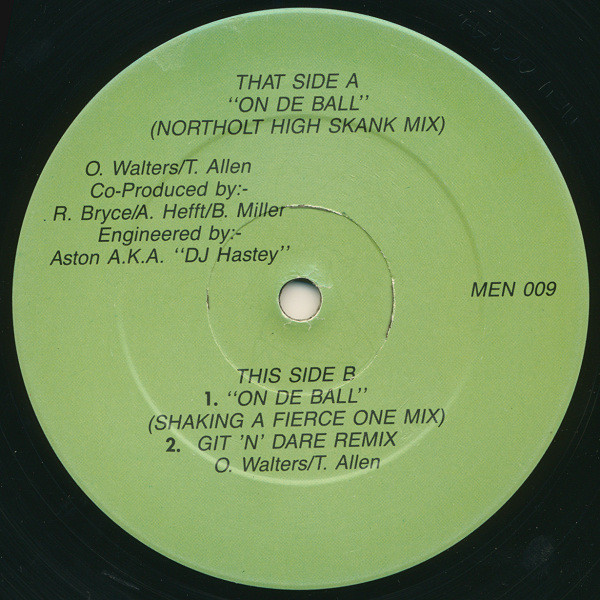 THAT SIDE A
"ON DE BALL"
(NORTHOLT HIGH SKANK MIX)
O. Walters/T. Allen
Co-Produced by:-
R. Bryce/A. Hefft/B. Miller
Engineered by:-
Aston A.K.A. "DJ Hastey"
MEN 009
THIS SIDE B
1. "ON DE BALL"
(SHAKING A FIERCE ONE MIX)
2. GIT 'N' DARE REMIX
O. Walters/T. Allen